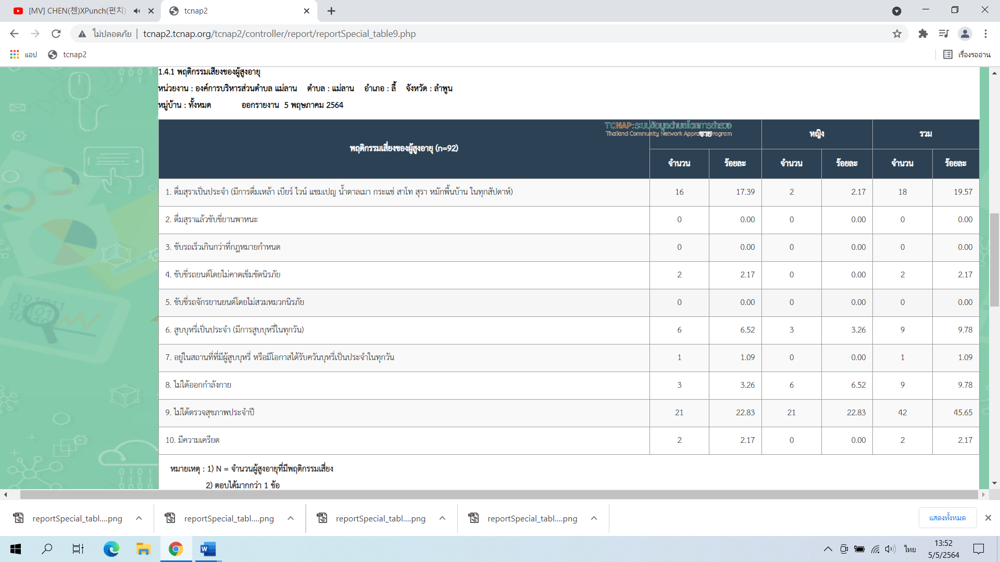 [MV] CHEN(첸)XPunch(펀치)
tcnap2
ไม่ปลอดภัย | tcnap2.tcnap.org/tcnap2/controller/report/reportSpecial_table9.php
แอป tcnap2 เรื่องรออ่าน
1.4.1 พฤติกรรมเสี่ยงของผู้สูงอายุ
หน่วยงาน : องค์การบริหารส่วนตำบล แม่ลาน ตำบล : แม่ลาน อำเภอ : ลี้ จังหวัด : ลำพูน
หมู่บ้าน : ทั้งหมด ออกรายงาน 5 พฤษภาคม 2564
TCNAP:ระบบข้อมูลตำบลโดยการสำรวจ
Thailand Community Network Appraisal Program
พฤติกรรมเสี่ยงของผู้สูงอายุ (n=92) ชาย หญิง รวม
จำนวน ร้อยละ จำนวน ร้อยละ จำนวน ร้อยละ
1. ดื่มสุราเป็นประจำ (มีการดื่มเหล้า เบียร์ ไวน์ แชมเปญ น้ำตาลเมา กระแช่ สาโท สุรา หมักพื้นบ้าน ในทุกสัปดาห์) 16 17.39 2 2.17 18 19.57
2. ดื่มสุราแล้วขับขี่ยานพาหนะ 0 0.00 0 0.00 0 0.00
3. ขับรถเร็วเกินกว่าที่กฎหมายกำหนด 0 0.00 0 0.00 0 0.00
4. ขับขี่รถยนต์โดยไม่คาดเข็มขัดนิรภัย 2 2.17 0 0.00 2 2.17
5. ขับขี่รถจักรยานยนต์โดยไม่สวมหมวกนิรภัย 0 0.00 0 0.00 0 0.00
6. สูบบุหรี่เป็นประจำ (มีการสูบบุหรี่ในทุกวัน) 6 6.52 3 3.26 9 9.78
7. อยู่ในสถานที่ที่มีผู้สูบบุหรี่ หรือมีโอกาสได้รับควันบุหรี่เป็นประจำในทุกวัน 1 1.09 0 0.00 1 1.09
8. ไม่ได้ออกกำลังกาย 3 3.26 6 6.52 9 9.78
9. ไม่ได้ตรวจสุขภาพประจำปี 21 22.83 21 22.83 42 45.65
10. มีความเครียด 2 2.17 0 0.00 2 2.17
หมายเหตุ : 1) N = จำนวนผู้สูงอายุที่มีพฤติกรรมเสี่ยง
2) ตอบได้มากกว่า 1 ข้อ
reportSpecial_tabl....png reportSpecial_tabl....png reportSpecial_tabl....png reportSpecial_tabl....png แสดงทั้งหมด
ไทย 13:52
5/5/2564